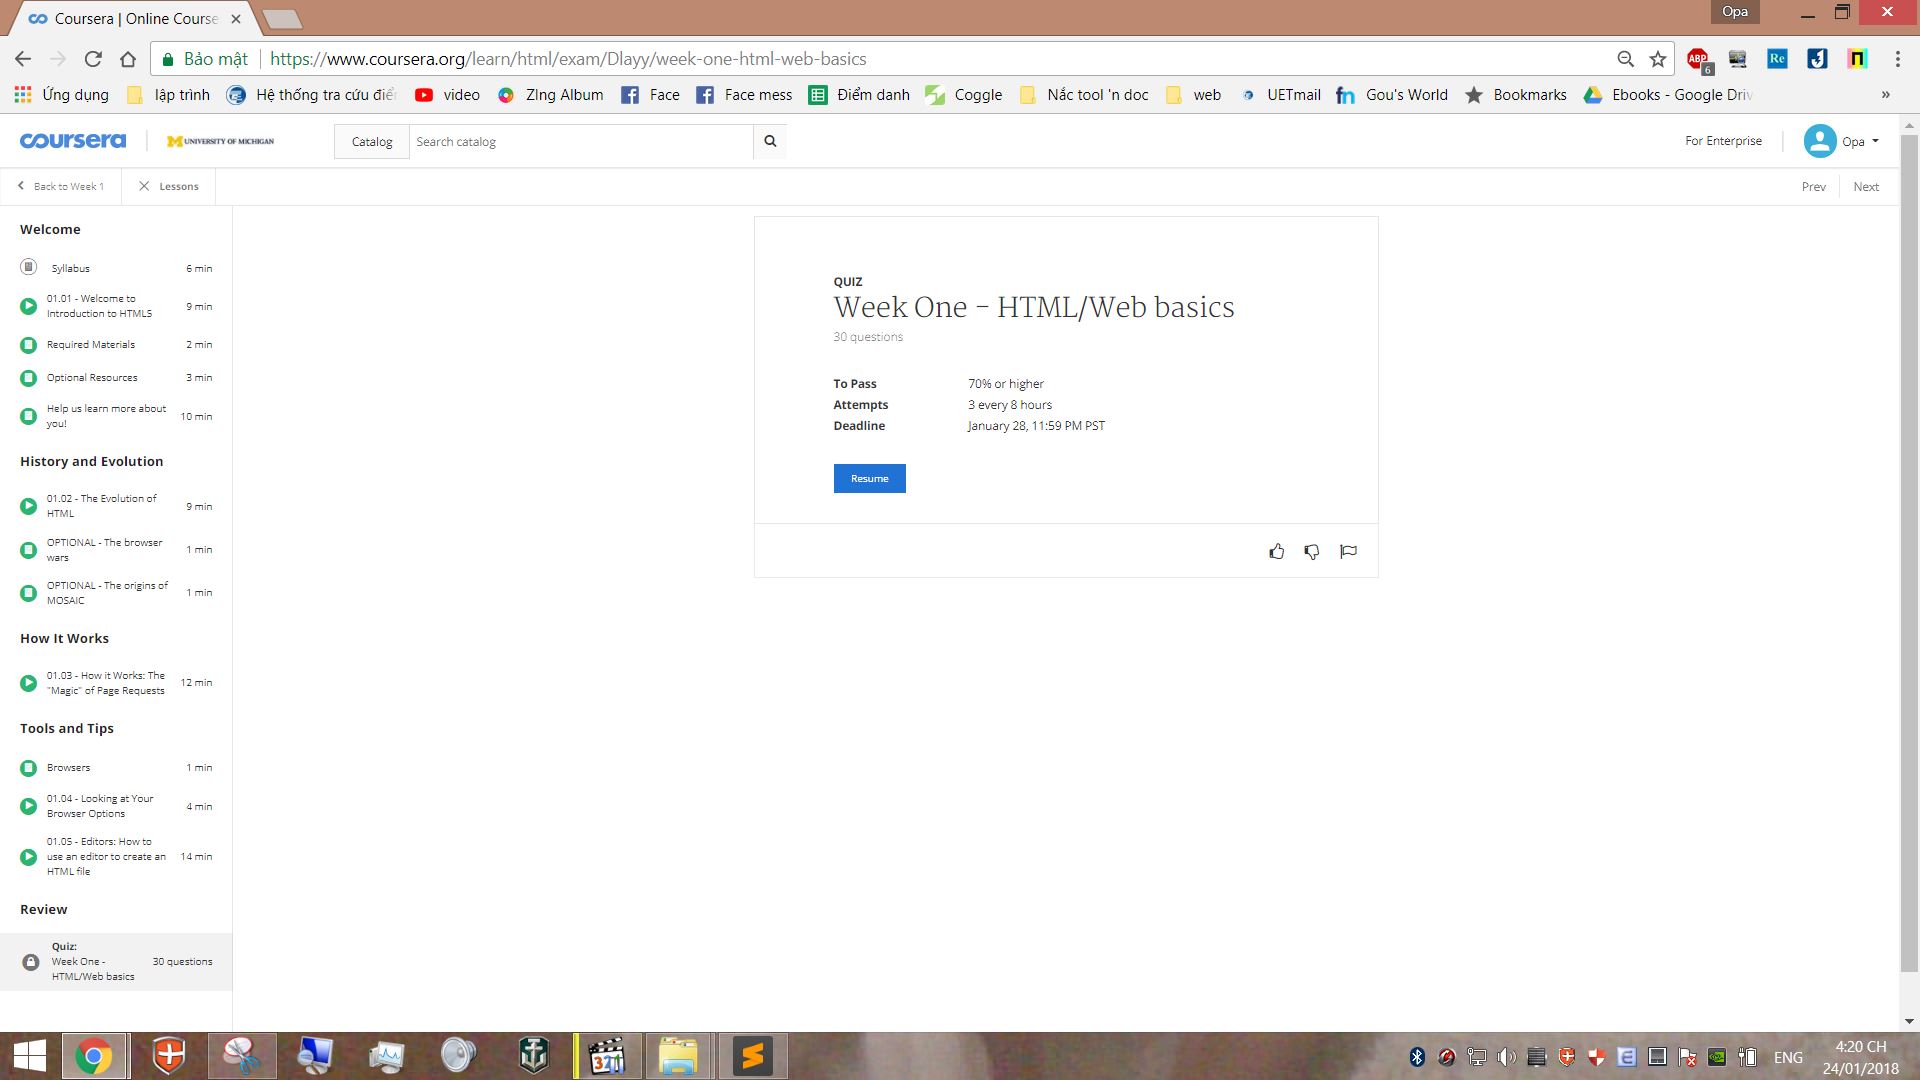 Coursera | Online Course
Opa
Bảo mật
https://www.coursera.org/learn/html/exam/Dlayy/week-one-html-web-basics
ABP
6
Re
Ứng dụng
lập trình
Hệ thống tra cứu điể
video
ZIng Album
Face
Face mess
Điểm danh
Coggle
Nắc tool 'n doc
web
UETmail
Gou's World
Bookmarks
Ebooks - Google Driv
»
coursera
M UNIVERSITY OF MICHIGAN
Catalog
Search catalog
For Enterprise
Opa
Back to Week 1
Lessons
Prev
Next
Welcome
Syllabus
6 min
01.01 - Welcome to
Introduction to HTML5
9 min
Required Materials
2 min
Optional Resources
3 min
Help us learn more about
you!
10 min
History and Evolution
01.02 - The Evolution of
HTML
9 min
OPTIONAL - The browser
wars
1 min
OPTIONAL - The origins of
MOSAIC
1 min
How It Works
01.03 - How it Works: The
"Magic" of Page Requests
12 min
Tools and Tips
Browsers
1 min
01.04 - Looking at Your
Browser Options
4 min
01.05 - Editors: How to
use an editor to create an
HTML file
14 min
Review
Quiz:
Week One -
HTML/Web basics
30 questions
QUIZ
Week One - HTML/Web basics
30 questions
To Pass
70% or higher
Attempts
3 every 8 hours
Deadline
January 28, 11:59 PM PST
Resume
321
ENG
4:20 CH
24/01/2018